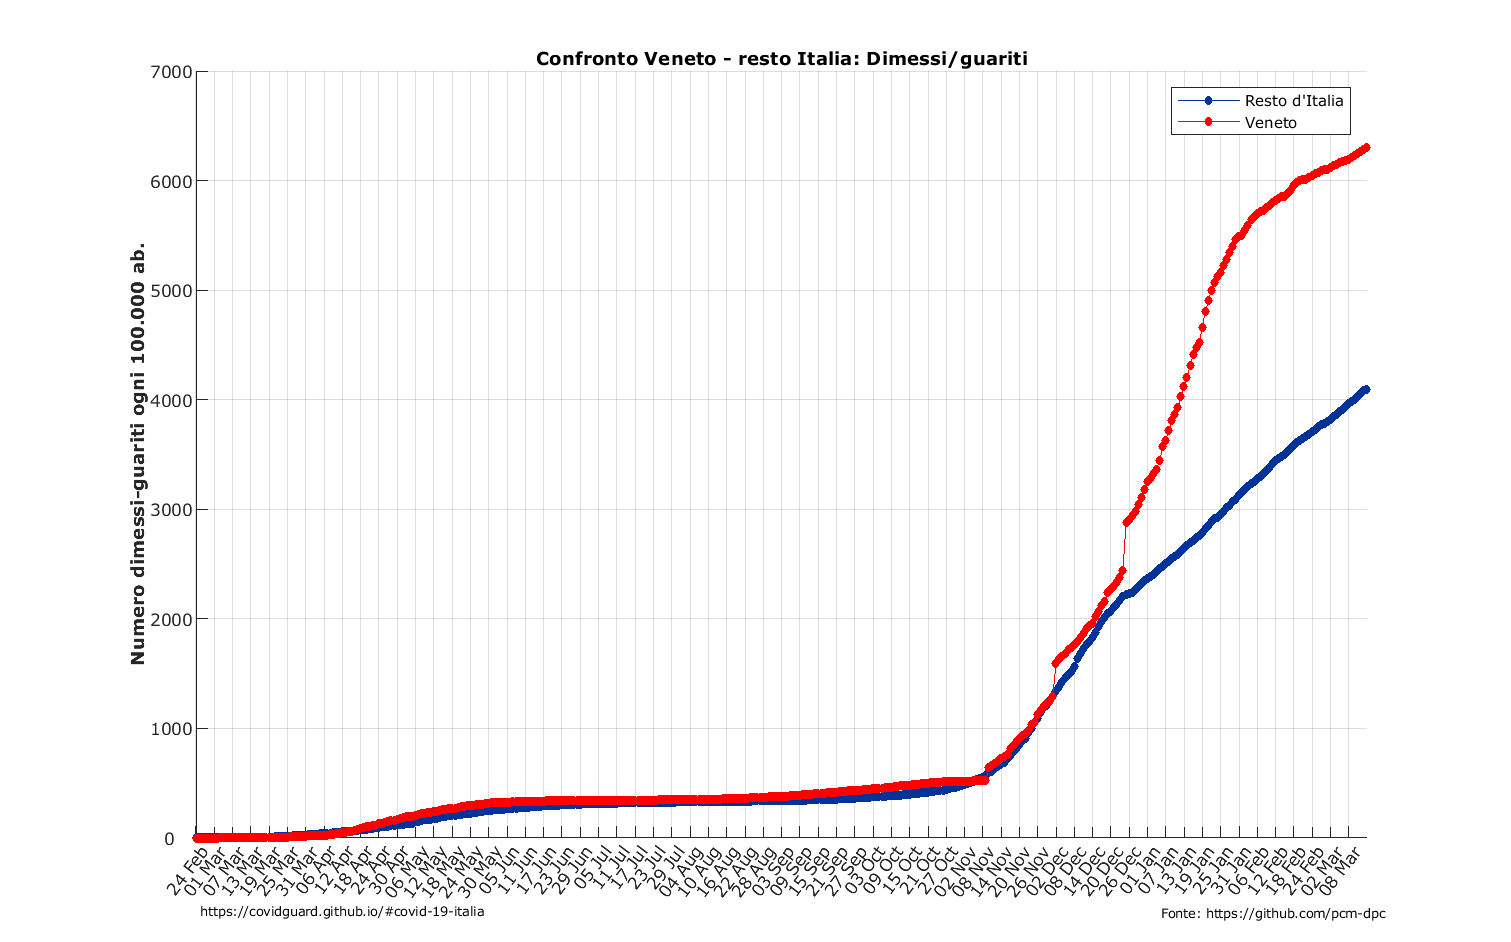 Confronto Veneto - resto Italia: Dimessi/guariti
Resto d'Italia
Veneto
Numero dimessi-guariti ogni 100.000 ab.
7000
6000
5000
4000
3000
2000
1000
0
24 Feb
01 Mar
07 Mar
13 Mar
19 Mar
25 Mar
31 Mar
06 Apr
12 Apr
18 Apr
24 Apr
30 Apr
06 May
12 May
18 May
24 May
30 May
05 Jun
11 Jun
17 Jun
23 Jun
29 Jun
05 Jul
11 Jul
17 Jul
23 Jul
29 Jul
04 Aug
10 Aug
16 Aug
22 Aug
28 Aug
03 Sep
09 Sep
15 Sep
21 Sep
27 Sep
03 Oct
09 Oct
15 Oct
21 Oct
27 Oct
02 Nov
08 Nov
14 Nov
20 Nov
26 Nov
02 Dec
08 Dec
14 Dec
20 Dec
26 Dec
01 Jan
07 Jan
13 Jan
19 Jan
25 Jan
31 Jan
06 Feb
12 Feb
18 Feb
24 Feb
02 Mar
08 Mar
https://covidguard.github.io/#covid-19-italia
Fonte: https://github.com/pcm-dpc